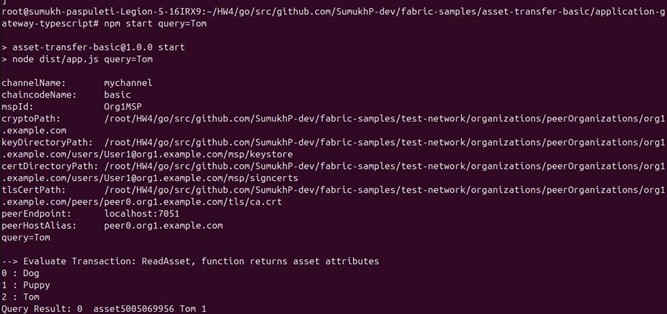 ]
root@sumukh-paspuleti-Legion-5-16IRX9:~/HW4/go/src/github.com/SumukhP-dev/fabric-samples/asset-transfer-basic/application-g
ateway-typescript# npm start query=Tom
> asset-transfer-basic@1.0.0 start
> node dist/app.js query=Tom
channelName:       mychannel
chaincodeName:     basic
mspId:             Org1MSP
cryptoPath:        /root/HW4/go/src/github.com/SumukhP-dev/fabric-samples/test-network/organizations/peerOrganizations/org1
.example.com
keyDirectoryPath:  /root/HW4/go/src/github.com/SumukhP-dev/fabric-samples/test-network/organizations/peerOrganizations/org1
.example.com/users/User1@org1.example.com/msp/keystore
certDirectoryPath: /root/HW4/go/src/github.com/SumukhP-dev/fabric-samples/test-network/organizations/peerOrganizations/org1
.example.com/users/User1@org1.example.com/msp/signcerts
tlsCertPath:       /root/HW4/go/src/github.com/SumukhP-dev/fabric-samples/test-network/organizations/peerOrganizations/org1
.example.com/peers/peer0.org1.example.com/tls/ca.crt
peerEndpoint:      localhost:7051
peerHostAlias:     peer0.org1.example.com
query=Tom
--> Evaluate Transaction: ReadAsset, function returns asset attributes
0 : Dog
1 : Puppy
2 : Tom
Query Result: 0  asset5005069956 Tom 1